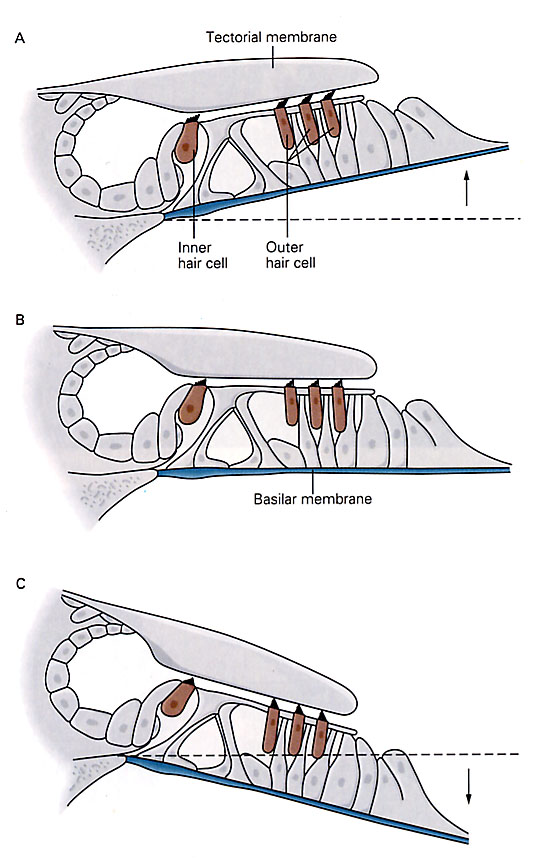 A
Tectorial membrane
Inner
hair cell
Outer
hair cell
B
Basilar membrane
C